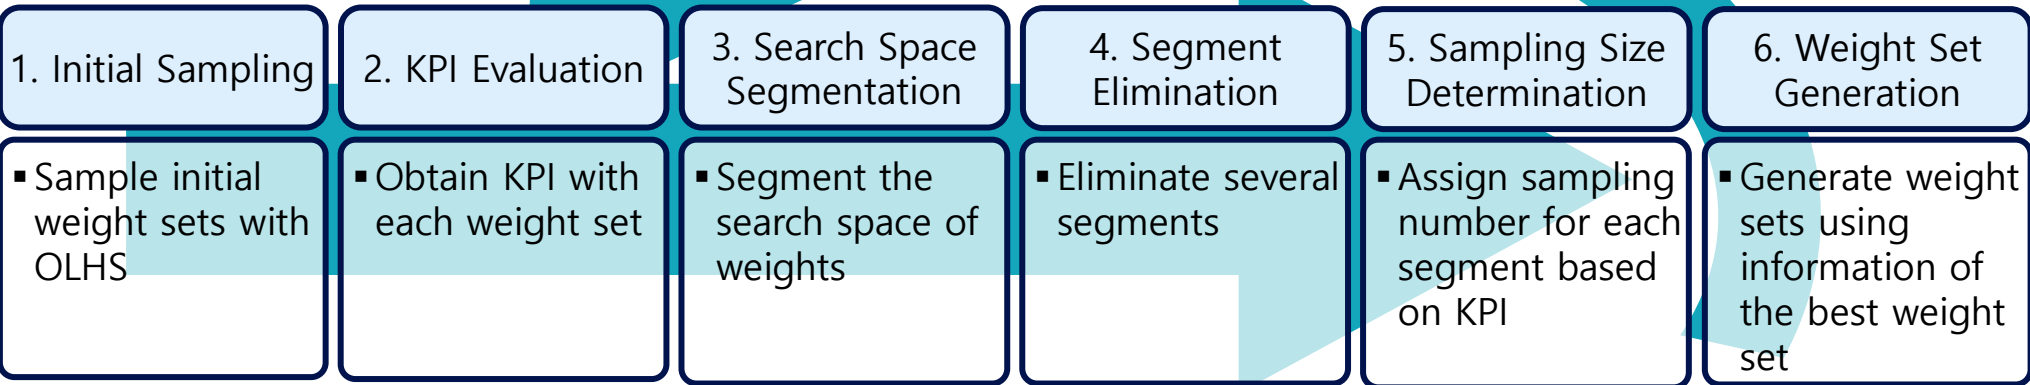 1. Initial Sampling
▪ Sample initial
weight sets with
OLHS
2. KPI Evaluation
▪ Obtain KPI with
each weight set
3. Search Space
Segmentation
▪ Segment the
search space of
weights
4. Segment
Elimination
▪ Eliminate several
segments
5. Sampling Size
Determination
▪ Assign sampling
number for each
segment based
on KPI
6. Weight Set
Generation
▪ Generate weight
sets using
information of
the best weight
set